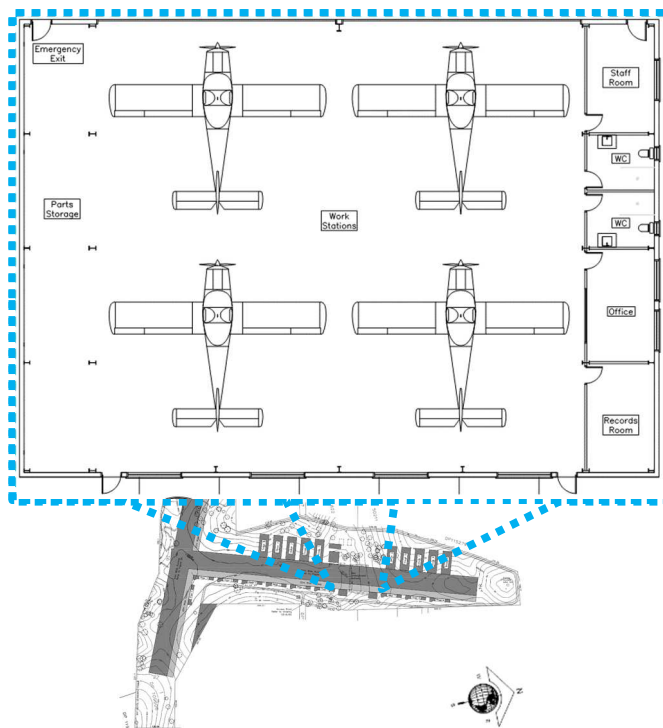 Emergency
Exit
Staff
Room
WC
Parts
Storage
Work
Stations
WC
Office
Records
Room
N